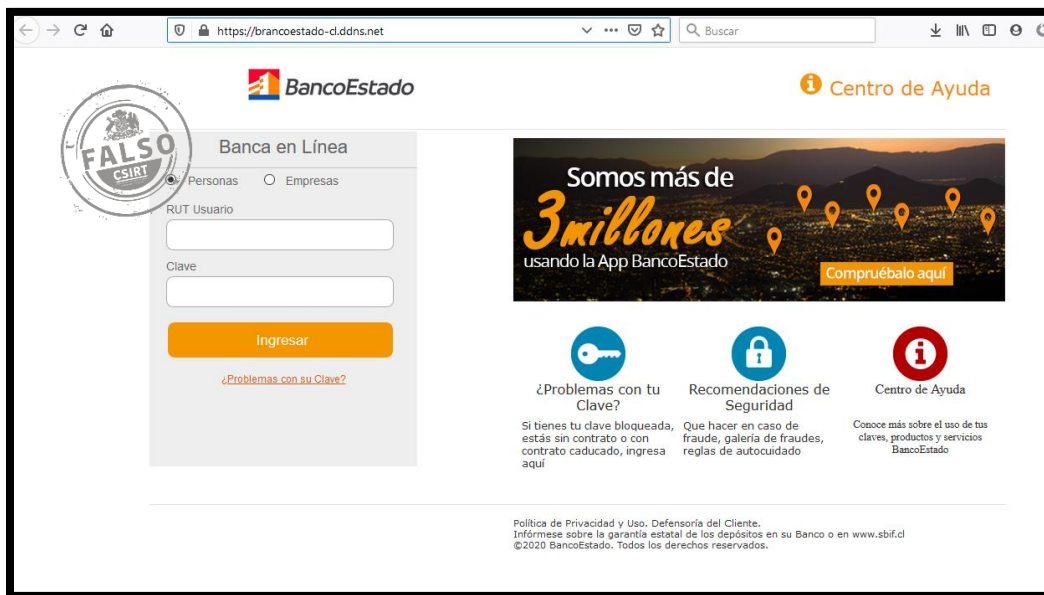 https://brancoestado-cl.ddns.net
Buscar
BancoEstado
Centro de Ayuda
FALSO
CSIRT
Banca en Línea
Personas
Empresas
RUT Usuario
Clave
Ingresar
¿Problemas con su Clave?
Somos más de
3millones
usando la App BancoEstado
Compruébalo aquí
¿Problemas con tu
Clave?
Si tienes tu clave bloqueada,
estás sin contrato o con
contrato caducado, ingresa
aquí
Recomendaciones de
Seguridad
Que hacer en caso de
fraude, galería de fraudes,
reglas de autocuidado
Centro de Ayuda
Conoce más sobre el uso de tus
claves, productos y servicios
BancoEstado
Política de Privacidad y Uso. Defensoría del Cliente.
Infórmese sobre la garantía estatal de los depósitos en su Banco o en www.sbif.cl
©2020 BancoEstado. Todos los derechos reservados.